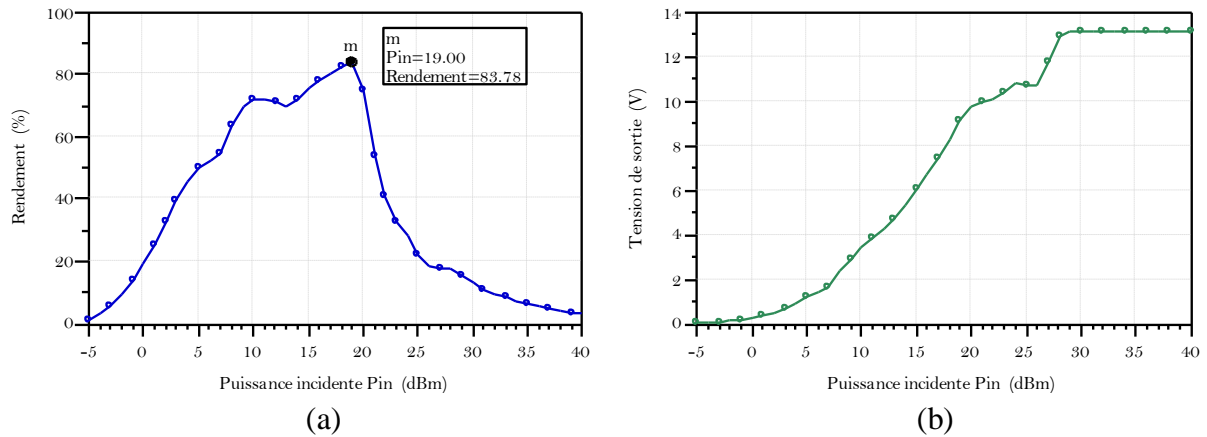 100
80
60
40
20
0
Rendement (%)
m
m
Pin=19.00
Rendement=83.78
-5 0 5 10 15 20 25 30 35 40
Puissance incidente Pin (dBm)
(a)
14
12
10
8
6
4
2
0
Tension de sortie (V)
-5 0 5 10 15 20 25 30 35 40
Puissance incidente Pin (dBm)
(b)